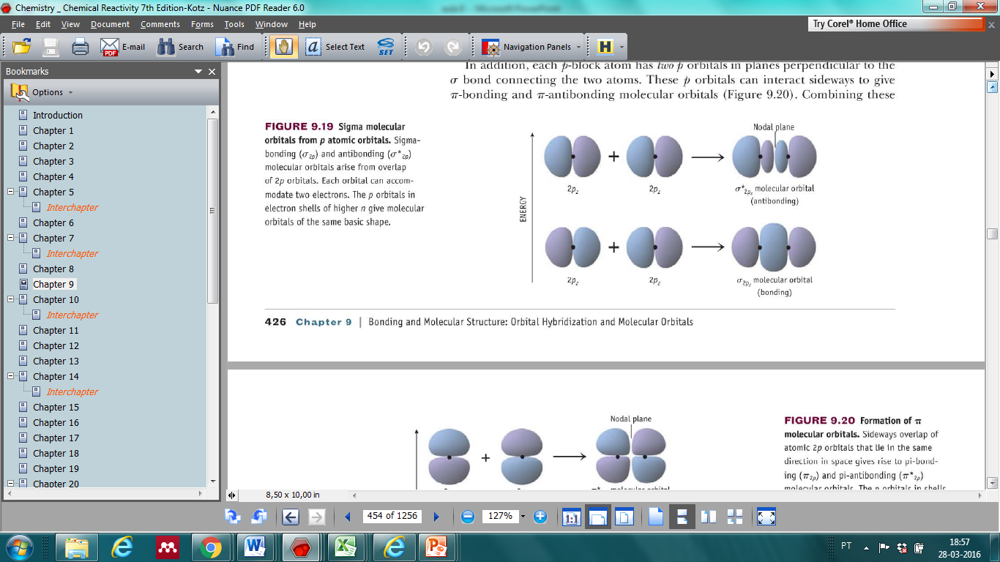 Chemistry _ Chemical Reactivity 7th Edition-Kotz - Nuance PDF Reader 6.0
File Edit View Document Comments Forms Tools Window Help
Try Corel® Home Office
PDF E-mail Search Find Select Text SET Navigation Panels H
Bookmarks
Options
Introduction
Chapter 1
Chapter 2
Chapter 3
Chapter 4
Chapter 5
Interchapter
Chapter 6
Chapter 7
Interchapter
Chapter 8
Chapter 9
Chapter 10
Interchapter
Chapter 11
Chapter 12
Chapter 13
Chapter 14
Interchapter
Chapter 15
Chapter 16
Chapter 17
Chapter 18
Chapter 19
Chapter 20
In addition, each p-block atom has two p orbitals in planes perpendicular to the
σ bond connecting the two atoms. These p orbitals can interact sideways to give
π-bonding and π-antibonding molecular orbitals (Figure 9.20). Combining these
FIGURE 9.19 Sigma molecular
orbitals from p atomic orbitals. Sigma-
bonding (σ2p) and antibonding (σ*2p)
molecular orbitals arise from overlap
of 2p orbitals. Each orbital can accom-
modate two electrons. The p orbitals in
electron shells of higher n give molecular
orbitals of the same basic shape.
ENERGY
Nodal plane
+
2pz 2pz σ*2pz molecular orbital
(antibonding)
+
2pz 2pz σ2pz molecular orbital
(bonding)
426 Chapter 9 | Bonding and Molecular Structure: Orbital Hybridization and Molecular Orbitals
Nodal plane
+
FIGURE 9.20 Formation of π
molecular orbitals. Sideways overlap of
atomic 2p orbitals that lie in the same
direction in space gives rise to pi-bond-
ing (π2p) and pi-antibonding (π*2p)
molecular orbitals. The p orbitals in shells
π* molecular orbital
8,50 x 10,00 in
454 of 1256 127% 1:1
PT 18:57
28-03-2016